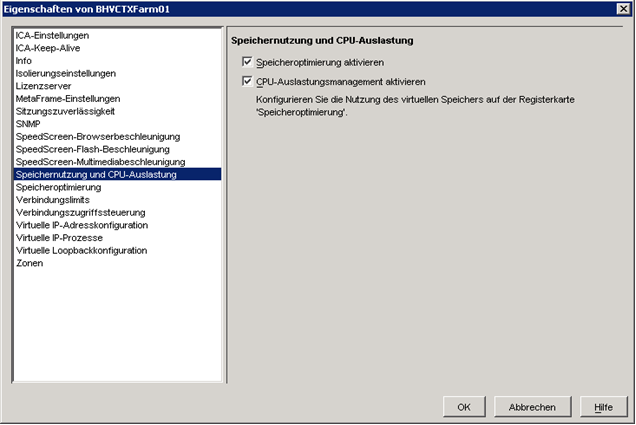 Eigenschaften von BHVCTXFarm01
ICA-Einstellungen
ICA-Keep-Alive
Info
Isolierungseinstellungen
Lizenzserver
MetaFrame-Einstellungen
Sitzungszuverlässigkeit
SNMP
SpeedScreen-Browserbeschleunigung
SpeedScreen-Flash-Beschleunigung
SpeedScreen-Multimediabeschleunigung
Speichernutzung und CPU-Auslastung
Speicheroptimierung
Verbindungslimits
Verbindungszugriffssteuerung
Virtuelle IP-Adresskonfiguration
Virtuelle IP-Prozesse
Virtuelle Loopbackkonfiguration
Zonen
Speichernutzung und CPU-Auslastung
Speicheroptimierung aktivieren
CPU-Auslastungsmanagement aktivieren
Konfigurieren Sie die Nutzung des virtuellen Speichers auf der Registerkarte
'Speicheroptimierung'.
OK
Abbrechen
Hilfe